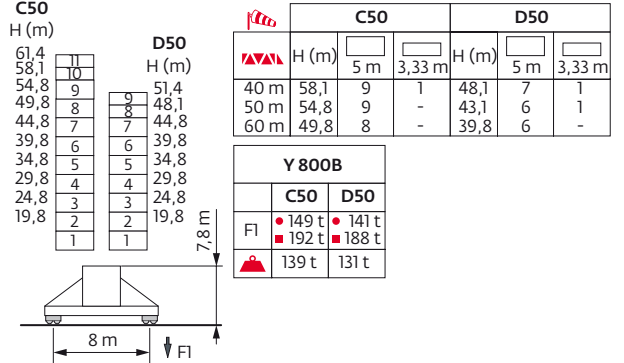 C50
H (m)
61,4
58,1
54,8
49,8
44,8
39,8
34,8
29,8
24,8
19,8
11
10
9
8
7
6
5
4
3
2
1
D50
H (m)
51,4
48,1
44,8
39,8
34,8
29,8
24,8
19,8
9
8
7
6
5
4
3
2
1
7,8 m
8 m
F1
C50 D50
H (m) 5 m 3,33 m H (m) 5 m 3,33 m
40 m 58,1 9 1 48,1 7 1
50 m 54,8 9 - 43,1 6 1
60 m 49,8 8 - 39,8 6 -
Y 800B
C50 D50
F1 149 t 141 t
192 t 188 t
139 t 131 t